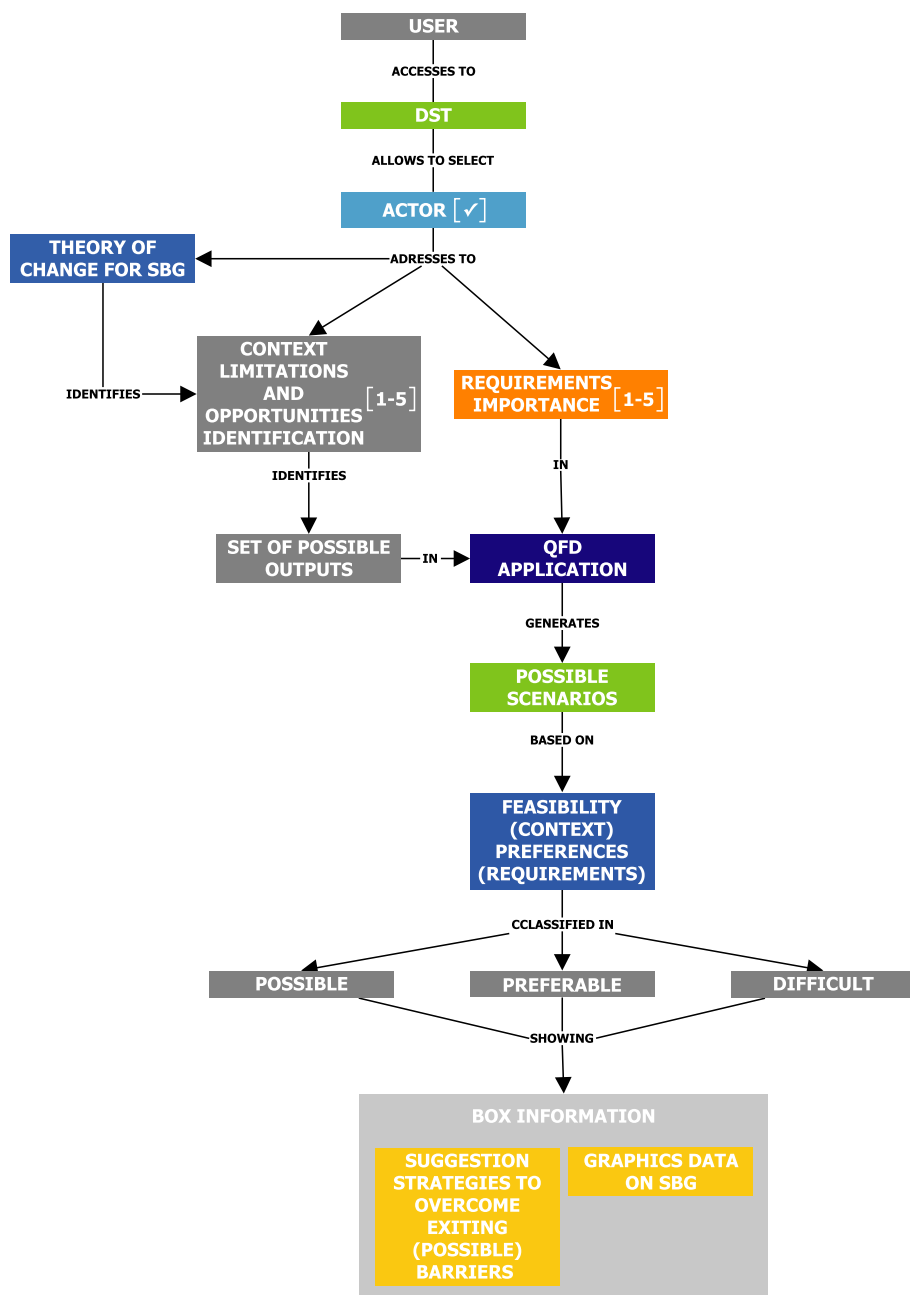 USER
ACCESSES TO
DST
ALLOWS TO SELECT
ACTOR [✓]
THEORY OF
CHANGE FOR SBG
ADRESSES TO
CONTEXT
LIMITATIONS
AND
OPPORTUNITIES
IDENTIFICATION
[1-5]
REQUIREMENTS
IMPORTANCE
[1-5]
IDENTIFIES
IDENTIFIES
IN
SET OF POSSIBLE
OUTPUTS
IN
QFD
APPLICATION
GENERATES
POSSIBLE
SCENARIOS
BASED ON
FEASIBILITY
(CONTEXT)
PREFERENCES
(REQUIREMENTS)
CCLASSIFIED IN
POSSIBLE
PREFERABLE
DIFFICULT
SHOWING
BOX INFORMATION
SUGGESTION
STRATEGIES TO
OVERCOME
EXITING
(POSSIBLE)
BARRIERS
GRAPHICS DATA
ON SBG